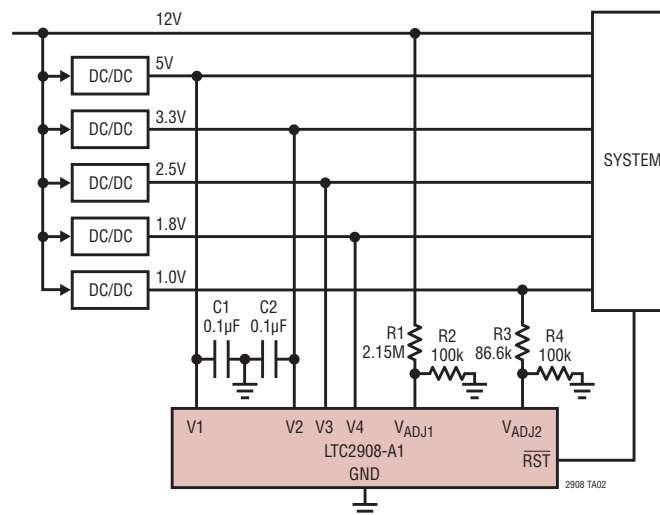 12V
DC/DC
5V
DC/DC
3.3V
DC/DC
2.5V
DC/DC
1.8V
DC/DC
1.0V
SYSTEM
C1
0.1µF
C2
0.1µF
R1
2.15M
R2
100k
R3
86.6k
R4
100k
V1
V2
V3
V4
VADJ1
VADJ2
LTC2908-A1
RST
GND
2908 TA02